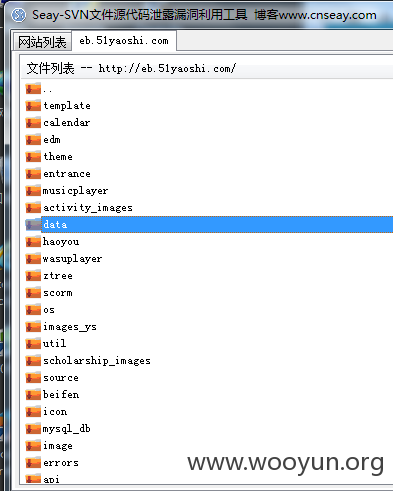 Seay-SVN文件源代码泄露漏洞利用工具 博客www.cnseay.com
网站列表 eb.51yaoshi.com
文件列表 -- http://eb.51yaoshi.com/
..
template
calendar
edm
theme
entrance
musicplayer
activity_images
data
haoyou
wasuplayer
ztree
scorm
os
images_ys
util
scholarship_images
source
beifen
icon
mysql_db
image
errors
api
www.wooyun.org